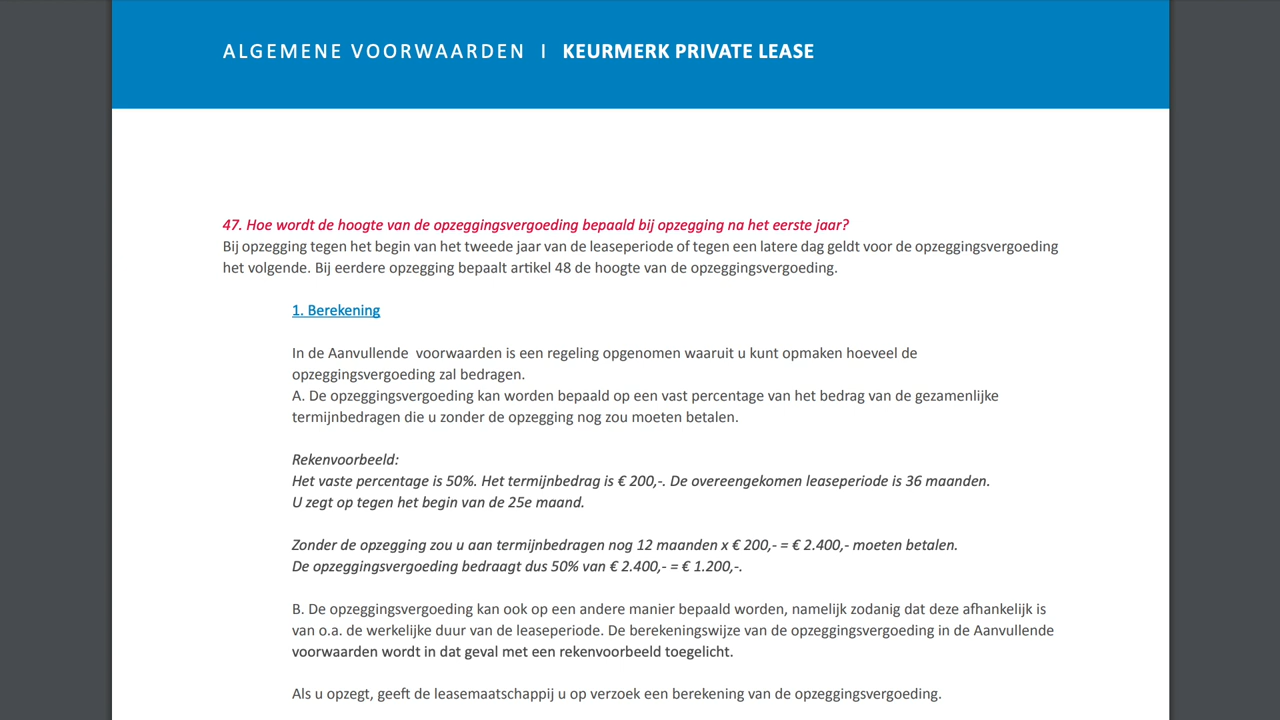 ALGEMENE VOORWAARDEN I KEURMERK PRIVATE LEASE
47. Hoe wordt de hoogte van de opzeggingsvergoeding bepaald bij opzegging na het eerste jaar?
Bij opzegging tegen het begin van het tweede jaar van de leaseperiode of tegen een latere dag geldt voor de opzeggingsvergoeding
het volgende. Bij eerdere opzegging bepaalt artikel 48 de hoogte van de opzeggingsvergoeding.
1. Berekening
In de Aanvullende  voorwaarden is een regeling opgenomen waaruit u kunt opmaken hoeveel de
opzeggingsvergoeding zal bedragen.
A. De opzeggingsvergoeding kan worden bepaald op een vast percentage van het bedrag van de gezamenlijke
termijnbedragen die u zonder de opzegging nog zou moeten betalen.
Rekenvoorbeeld:
Het vaste percentage is 50%. Het termijnbedrag is € 200,-. De overeengekomen leaseperiode is 36 maanden.
U zegt op tegen het begin van de 25e maand.
Zonder de opzegging zou u aan termijnbedragen nog 12 maanden x € 200,- = € 2.400,- moeten betalen.
De opzeggingsvergoeding bedraagt dus 50% van € 2.400,- = € 1.200,-.
B. De opzeggingsvergoeding kan ook op een andere manier bepaald worden, namelijk zodanig dat deze afhankelijk is
van o.a. de werkelijke duur van de leaseperiode. De berekeningswijze van de opzeggingsvergoeding in de Aanvullende
voorwaarden wordt in dat geval met een rekenvoorbeeld toegelicht.
Als u opzegt, geeft de leasemaatschappij u op verzoek een berekening van de opzeggingsvergoeding.